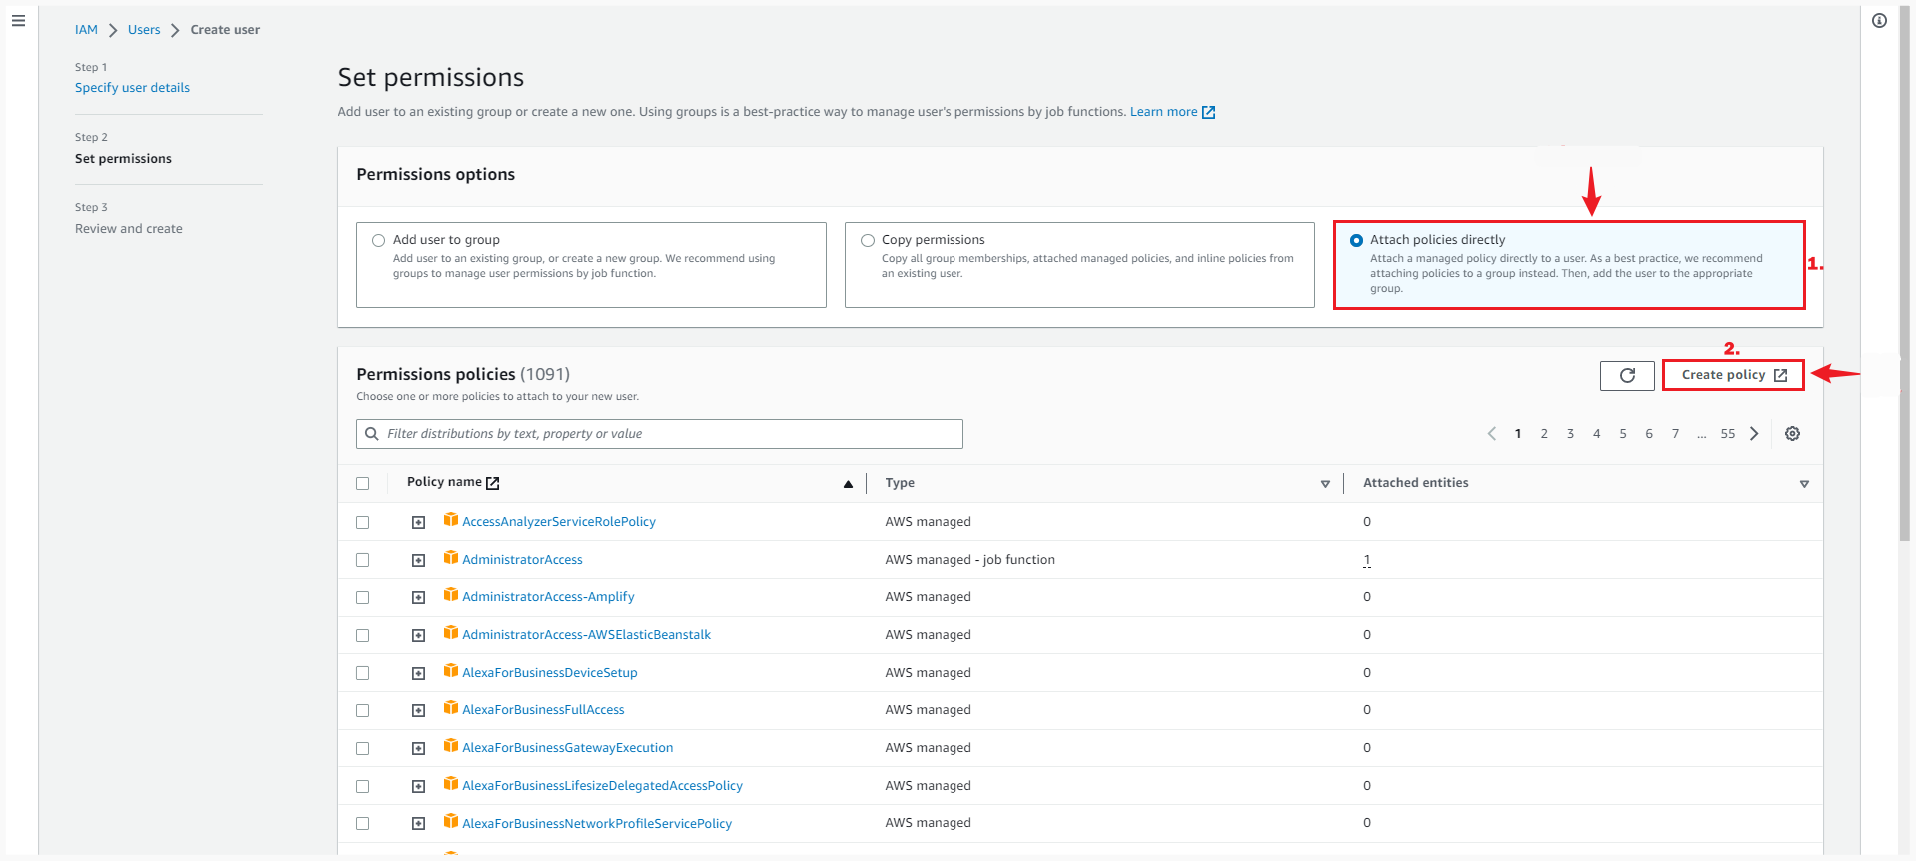 IAM > Users > Create user
Step 1
Specify user details
Step 2
Set permissions
Step 3
Review and create
Set permissions
Add user to an existing group or create a new one. Using groups is a best-practice way to manage user's permissions by job functions. Learn more
Permissions options
Add user to group
Add user to an existing group, or create a new group. We recommend using
groups to manage user permissions by job function.
Copy permissions
Copy all group memberships, attached managed policies, and inline policies from
an existing user.
Attach policies directly
Attach a managed policy directly to a user. As a best practice, we recommend
attaching policies to a group instead. Then, add the user to the appropriate
group.
1.
2.
Permissions policies (1091)
Choose one or more policies to attach to your new user.
Create policy
Filter distributions by text, property or value
1 2 3 4 5 6 7 ... 55
Policy name Type Attached entities
AccessAnalyzerServiceRolePolicy AWS managed 0
AdministratorAccess AWS managed - job function 1
AdministratorAccess-Amplify AWS managed 0
AdministratorAccess-AWSElasticBeanstalk AWS managed 0
AlexaForBusinessDeviceSetup AWS managed 0
AlexaForBusinessFullAccess AWS managed 0
AlexaForBusinessGatewayExecution AWS managed 0
AlexaForBusinessLifesizeDelegatedAccessPolicy AWS managed 0
AlexaForBusinessNetworkProfileServicePolicy AWS managed 0